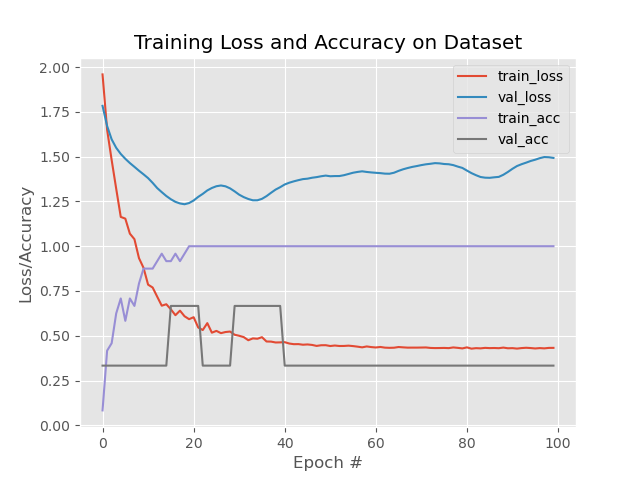 Training Loss and Accuracy on Dataset
2.00
1.75
1.50
1.25
1.00
0.75
0.50
0.25
0.00
Loss/Accuracy
train_loss
val_loss
train_acc
val_acc
0 20 40 60 80 100
Epoch #